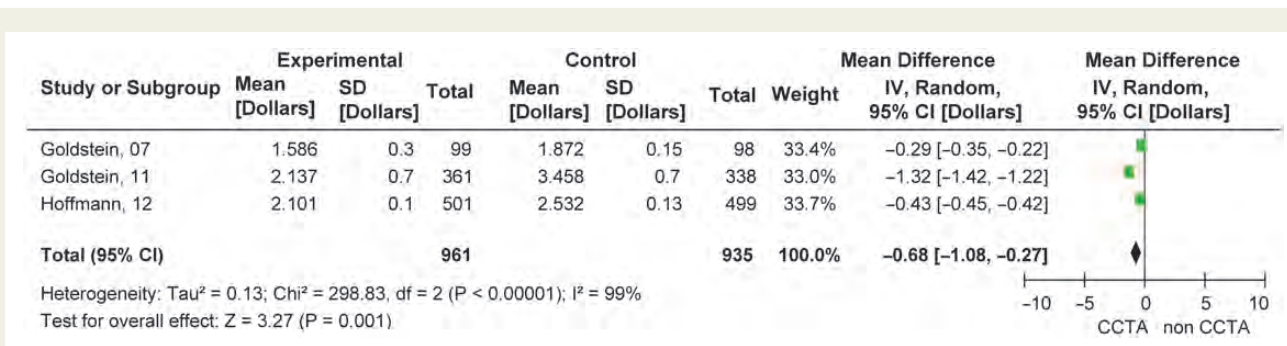 Experimental Control Mean Difference Mean Difference
Study or Subgroup Mean [Dollars] SD [Dollars] Total Mean [Dollars] SD [Dollars] Total Weight IV, Random, 95% CI [Dollars] IV, Random, 95% CI [Dollars]
Goldstein, 07 1.586 0.3 99 1.872 0.15 98 33.4% −0.29 [−0.35, −0.22]
Goldstein, 11 2.137 0.7 361 3.458 0.7 338 33.0% −1.32 [−1.42, −1.22]
Hoffmann, 12 2.101 0.1 501 2.532 0.13 499 33.7% −0.43 [−0.45, −0.42]
Total (95% CI) 961 935 100.0% −0.68 [−1.08, −0.27]
Heterogeneity: Tau² = 0.13; Chi² = 298.83, df = 2 (P < 0.00001); I² = 99%
Test for overall effect: Z = 3.27 (P = 0.001)
−10 −5 0 5 10
CCTA non CCTA